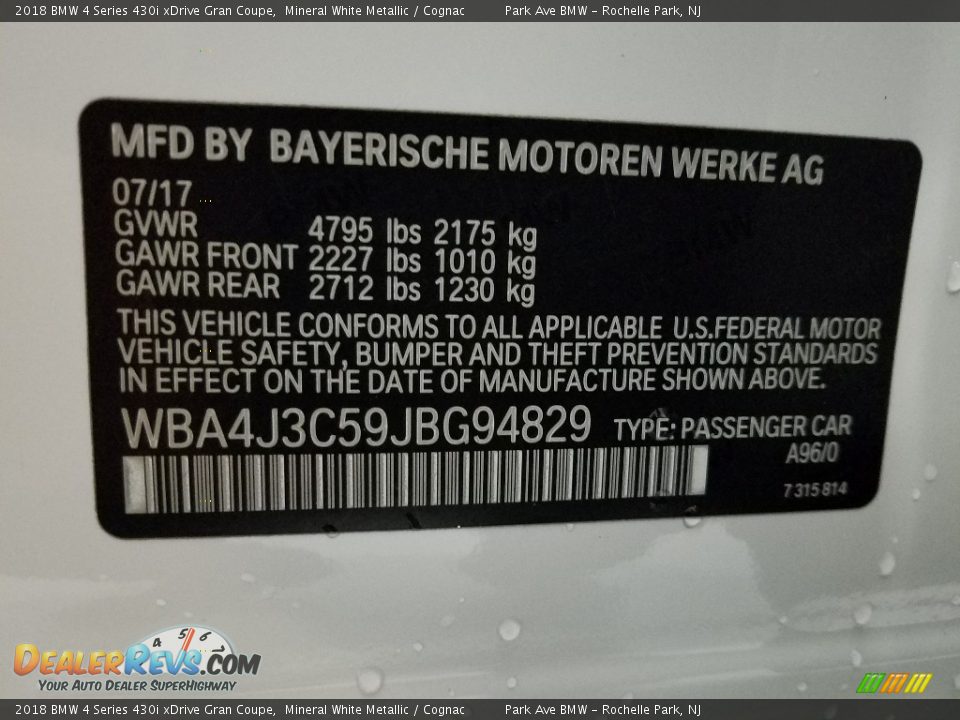 2018 BMW 4 Series 430i xDrive Gran Coupe, Mineral White Metallic / Cognac Park Ave BMW - Rochelle Park, NJ
MFD BY BAYERISCHE MOTOREN WERKE AG
07/17
GVWR 4795 lbs 2175 kg
GAWR FRONT 2227 lbs 1010 kg
GAWR REAR 2712 lbs 1230 kg
THIS VEHICLE CONFORMS TO ALL APPLICABLE U.S.FEDERAL MOTOR
VEHICLE SAFETY, BUMPER AND THEFT PREVENTION STANDARDS
IN EFFECT ON THE DATE OF MANUFACTURE SHOWN ABOVE.
WBA4J3C59JBG94829 TYPE: PASSENGER CAR
A96/0
7 315 814
4 5 6
DEALERREVS.COM
YOUR AUTO DEALER SUPERHIGHWAY
2018 BMW 4 Series 430i xDrive Gran Coupe, Mineral White Metallic / Cognac Park Ave BMW - Rochelle Park, NJ